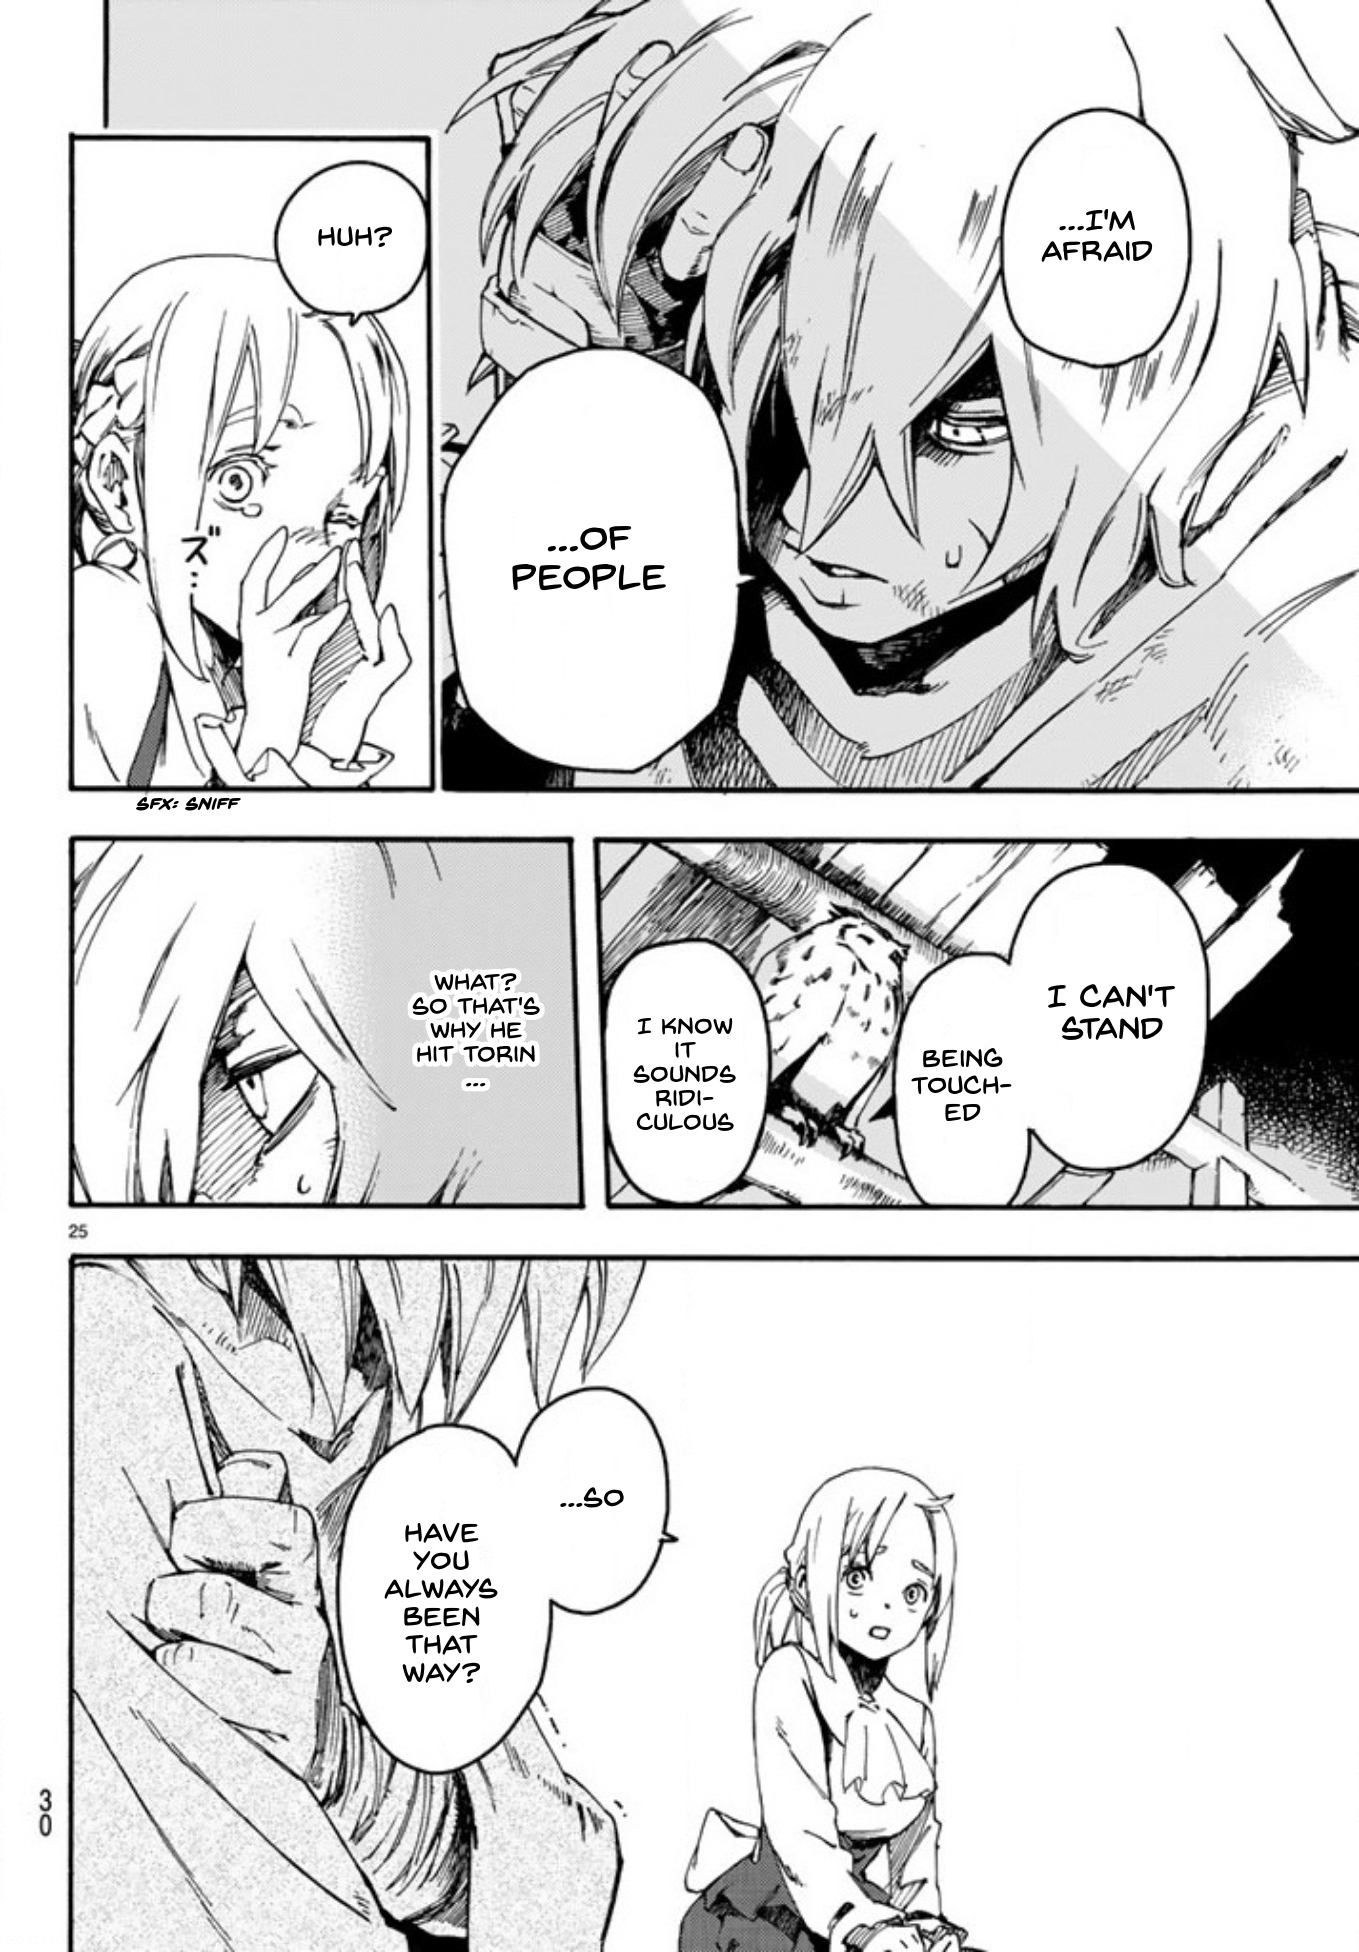 ...I'M
AFRAID
...OF
PEOPLE
HUH?
ズ...
SFX: SNIFF
I CAN'T
STAND
BEING
TOUCH-
ED
I KNOW
IT
SOUNDS
RIDI-
CULOUS
WHAT?
SO THAT'S
WHY HE
HIT TORIN
...
25
...SO
HAVE
YOU
ALWAYS
BEEN
THAT
WAY?
30